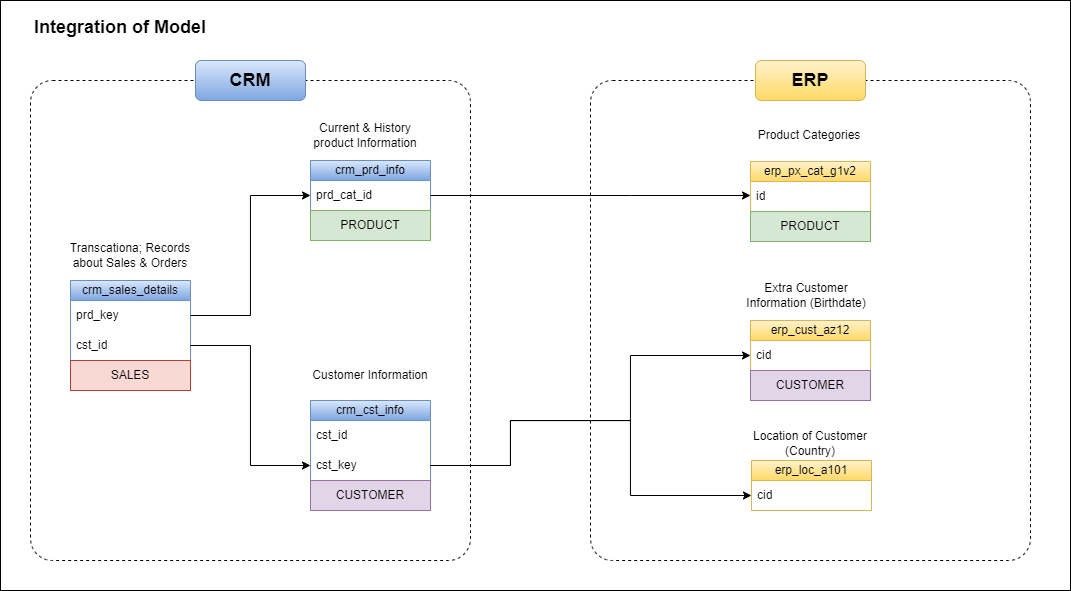 Integration of Model
CRM
ERP
Current & History
product Information
crm_prd_info
prd_cat_id
PRODUCT
Product Categories
erp_px_cat_g1v2
id
PRODUCT
Transcationa; Records
about Sales & Orders
crm_sales_details
prd_key
cst_id
SALES
Extra Customer
Information (Birthdate)
erp_cust_az12
cid
CUSTOMER
Customer Information
crm_cst_info
cst_id
cst_key
CUSTOMER
Location of Customer
(Country)
erp_loc_a101
cid